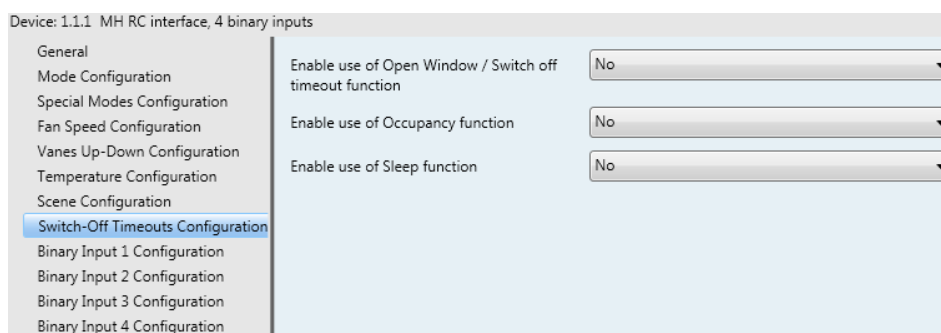 Device: 1.1.1 MH RC interface, 4 binary inputs
General
Mode Configuration
Special Modes Configuration
Fan Speed Configuration
Vanes Up-Down Configuration
Temperature Configuration
Scene Configuration
Switch-Off Timeouts Configuration
Binary Input 1 Configuration
Binary Input 2 Configuration
Binary Input 3 Configuration
Binary Input 4 Configuration
Enable use of Open Window / Switch off
timeout function
No
Enable use of Occupancy function
No
Enable use of Sleep function
No